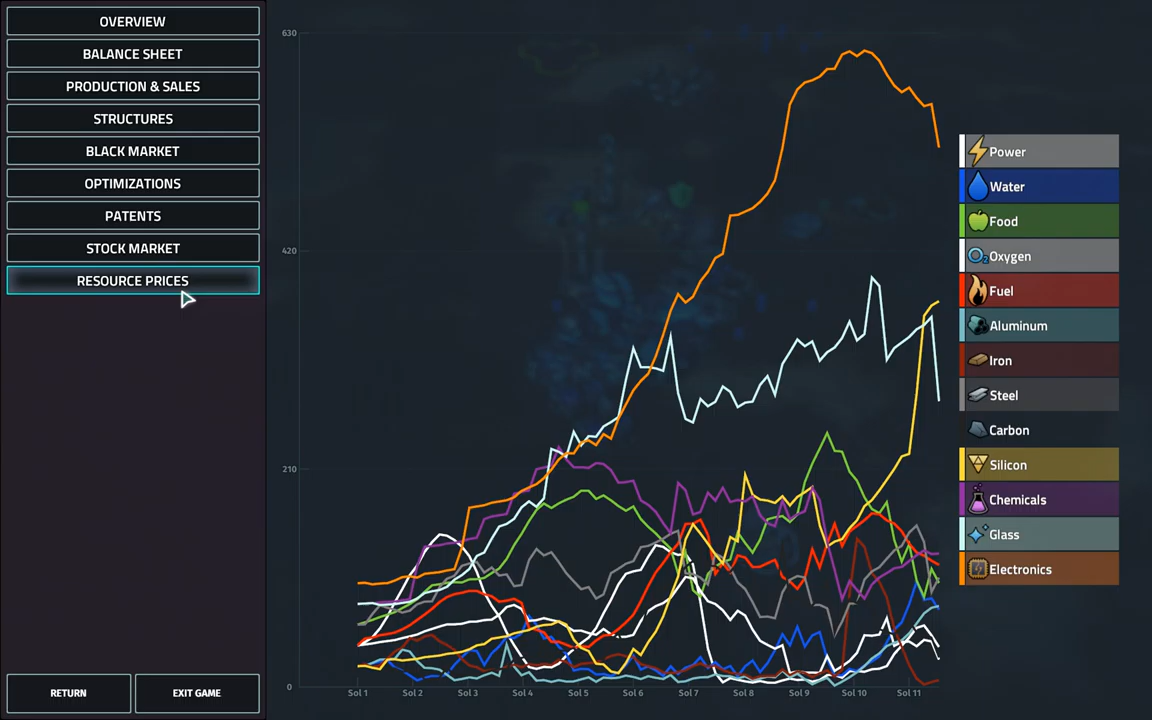 OVERVIEW
BALANCE SHEET
PRODUCTION & SALES
STRUCTURES
BLACK MARKET
OPTIMIZATIONS
PATENTS
STOCK MARKET
RESOURCE PRICES
RETURN
EXIT GAME
630
420
210
0
Sol 1 Sol 2 Sol 3 Sol 4 Sol 5 Sol 6 Sol 7 Sol 8 Sol 9 Sol 10 Sol 11
Power
Water
Food
O2 Oxygen
Fuel
Aluminum
Iron
Steel
Carbon
Silicon
Chemicals
Glass
Electronics